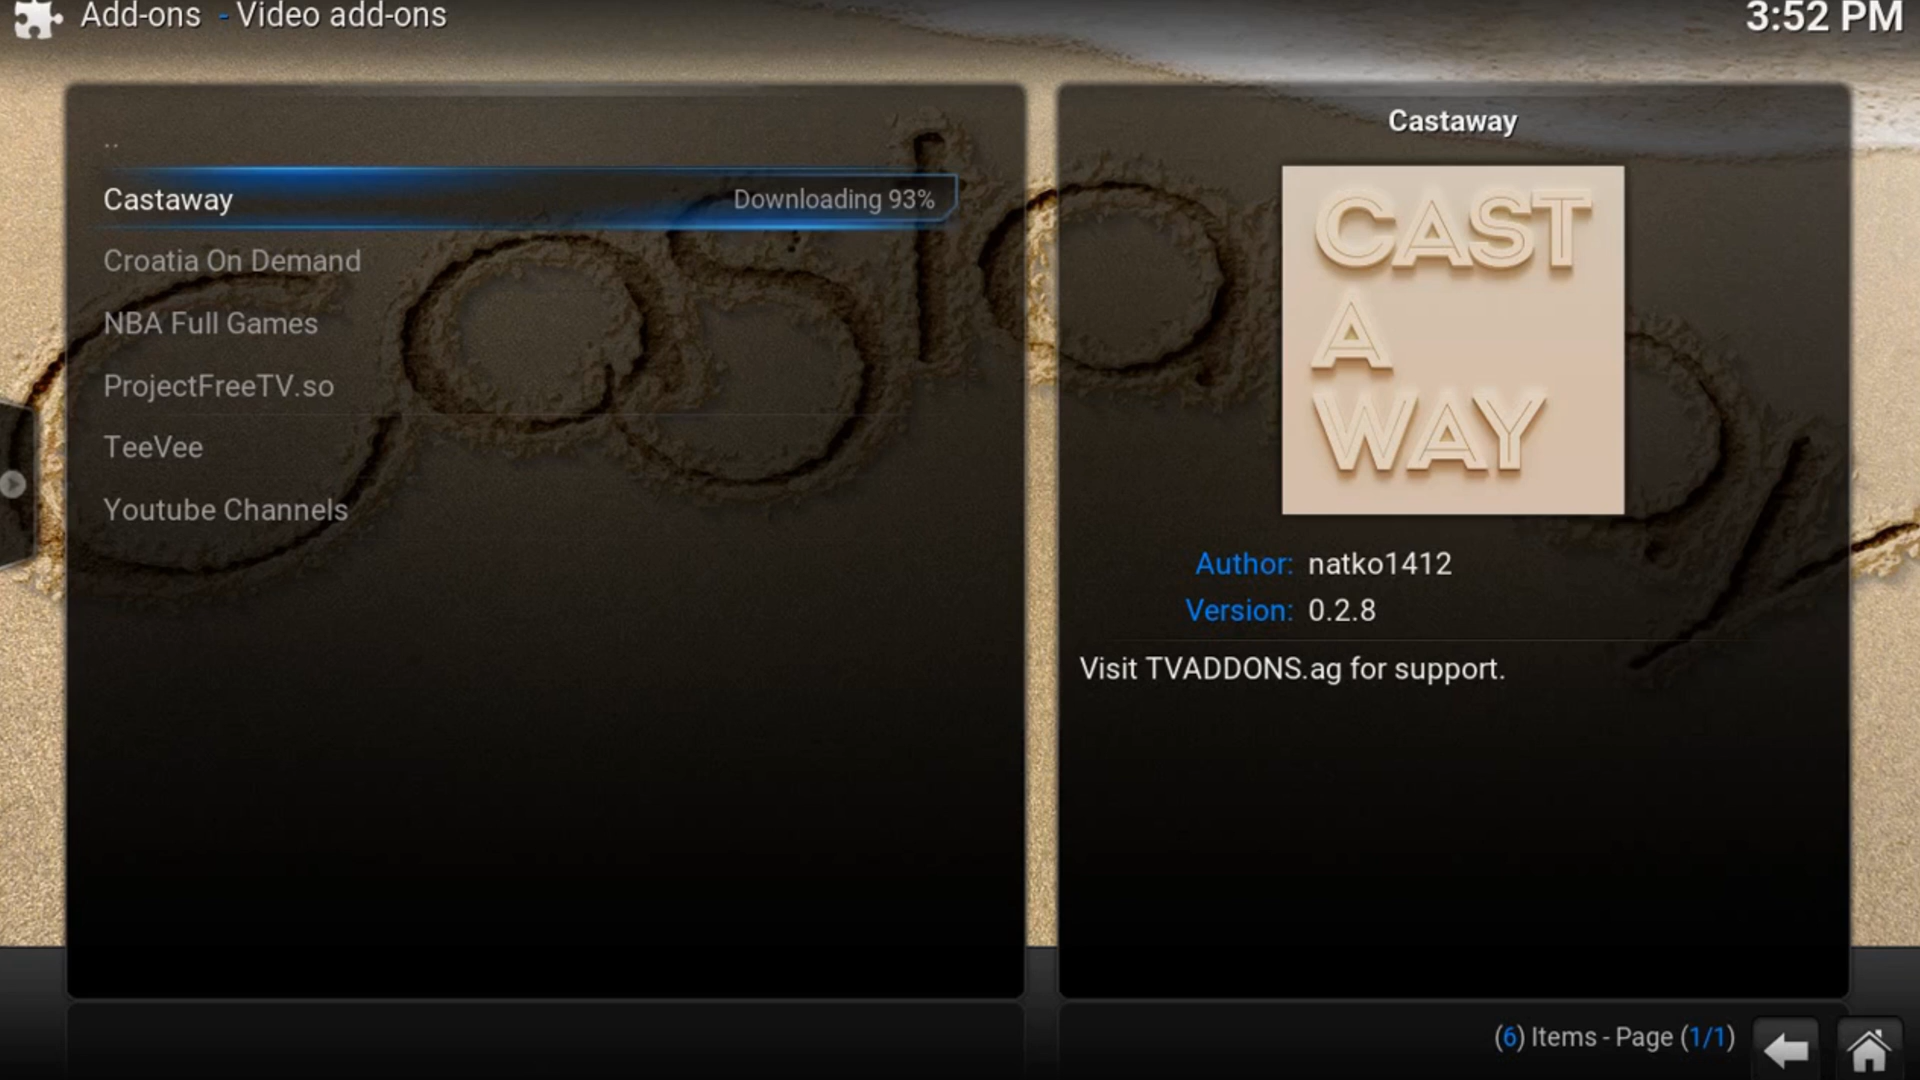 Add-ons - Video add-ons
3:52 PM
..
Castaway
Downloading 93%
Croatia On Demand
NBA Full Games
ProjectFreeTV.so
TeeVee
Youtube Channels
Castaway
CAST
A
WAY
Author: natko1412
Version: 0.2.8
Visit TVADDONS.ag for support.
(6) Items - Page (1/1)